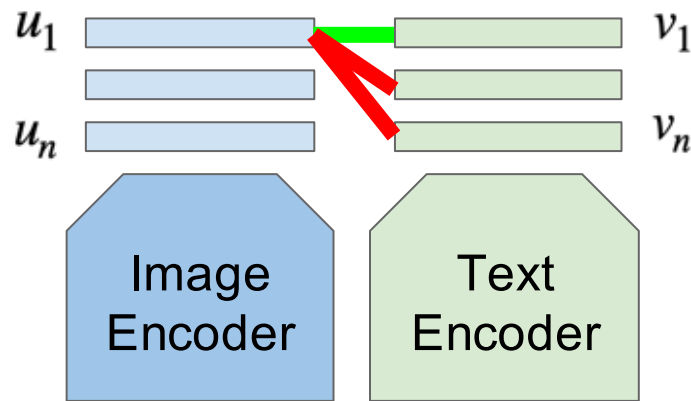 u₁
v₁
uₙ
vₙ
Image
Encoder
Text
Encoder